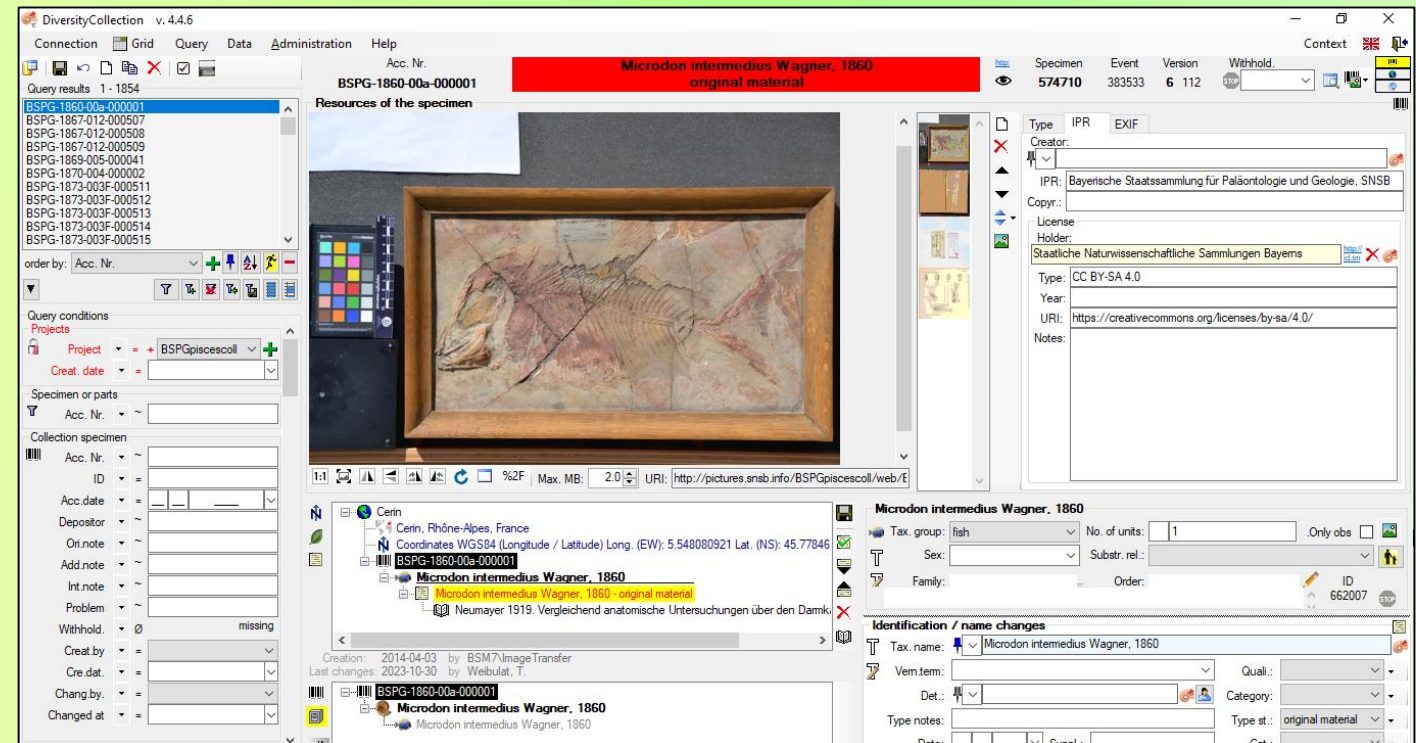 DiversityCollection v. 4.4.6
Connection Grid Query Data Administration Help Context
Acc. Nr.
BSPG-1860-00a-000001
Microdon intermedius Wagner, 1860
original material
Specimen Event Version Withhold.
574710 383533 6 112
Query results 1 - 1854
BSPG-1860-00a-000001
BSPG-1867-012-000507
BSPG-1867-012-000508
BSPG-1867-012-000509
BSPG-1869-005-000041
BSPG-1870-004-000002
BSPG-1873-003F-000511
BSPG-1873-003F-000512
BSPG-1873-003F-000513
BSPG-1873-003F-000514
BSPG-1873-003F-000515
order by: Acc. Nr.
Query conditions
Projects
Project = + BSPGpiscescoll
Creat. date =
Specimen or parts
Acc. Nr. ~
Collection specimen
Acc. Nr. ~
ID =
Acc.date =
Depositor ~
Ori.note ~
Add.note ~
Int.note ~
Problem ~
Withhold. Ø missing
Creat.by =
Cre.dat. =
Chang.by. =
Changed at =
Resources of the specimen
1:1 %2F Max. MB: 2.0 URI: http://pictures.snsb.info/BSPGpiscescoll/web/E
Type IPR EXIF
Creator:
IPR: Bayerische Staatssammlung für Paläontologie und Geologie, SNSB
Copyr.:
License
Holder:
Staatliche Naturwissenschaftliche Sammlungen Bayerns
http://
id.sn
Type: CC BY-SA 4.0
Year:
URI: https://creativecommons.org/licenses/by-sa/4.0/
Notes:
Cerin
Cerin, Rhône-Alpes, France
Coordinates WGS84 (Longitude / Latitude) Long. (EW): 5.548080921 Lat. (NS): 45.77846
BSPG-1860-00a-000001
Microdon intermedius Wagner, 1860
Microdon intermedius Wagner, 1860 - original material
Neumayer 1919. Vergleichend anatomische Untersuchungen über den Darmka
Creation: 2014-04-03 by BSM7\ImageTransfer
Last changes: 2023-10-30 by Weibulat, T.
BSPG-1860-00a-000001
Microdon intermedius Wagner, 1860
Microdon intermedius Wagner, 1860
Microdon intermedius Wagner, 1860
Tax. group: fish No. of units: 1 Only obs
Sex: Substr. rel.:
Family: Order: ID
662007
Identification / name changes
Tax. name: Microdon intermedius Wagner, 1860
Vern.term: Quali.:
Det.: Category:
Type notes: Type st.: original material